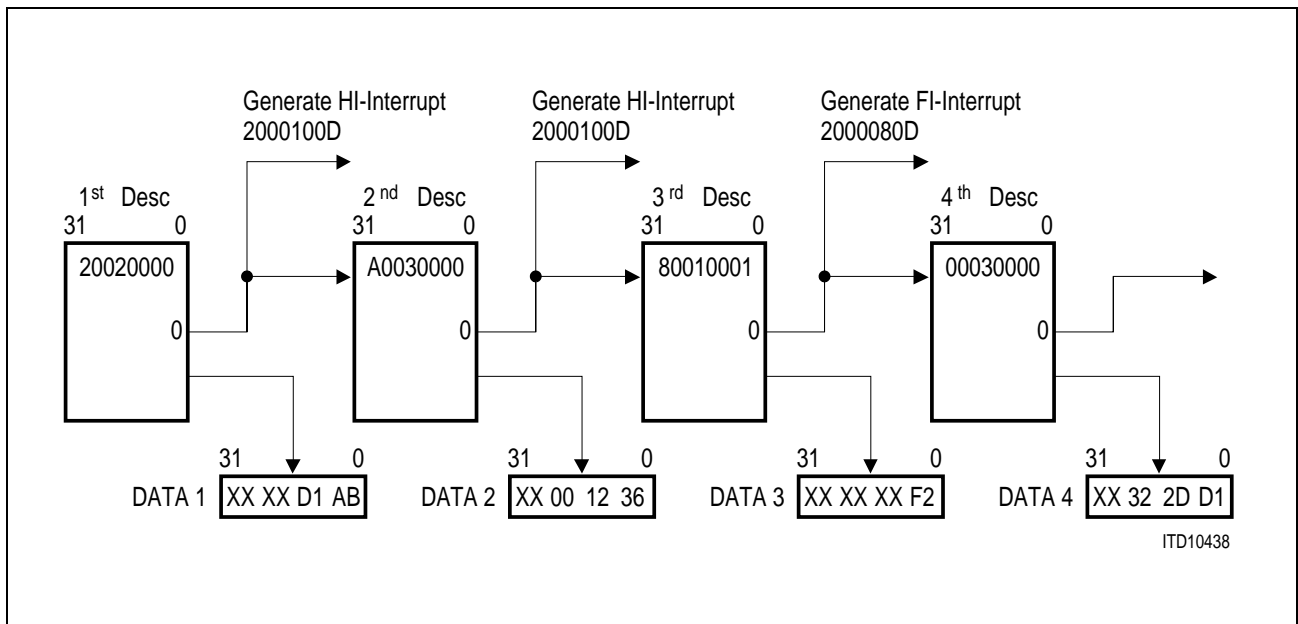 Generate HI-Interrupt
2000100D
Generate HI-Interrupt
2000100D
Generate FI-Interrupt
2000080D
1st Desc
31 0
20020000
0
2nd Desc
31 0
A0030000
0
3rd Desc
31 0
80010001
0
4th Desc
31 0
00030000
0
31 0
DATA 1 XX XX D1 AB
31 0
DATA 2 XX 00 12 36
31 0
DATA 3 XX XX XX F2
31 0
DATA 4 XX 32 2D D1
ITD10438